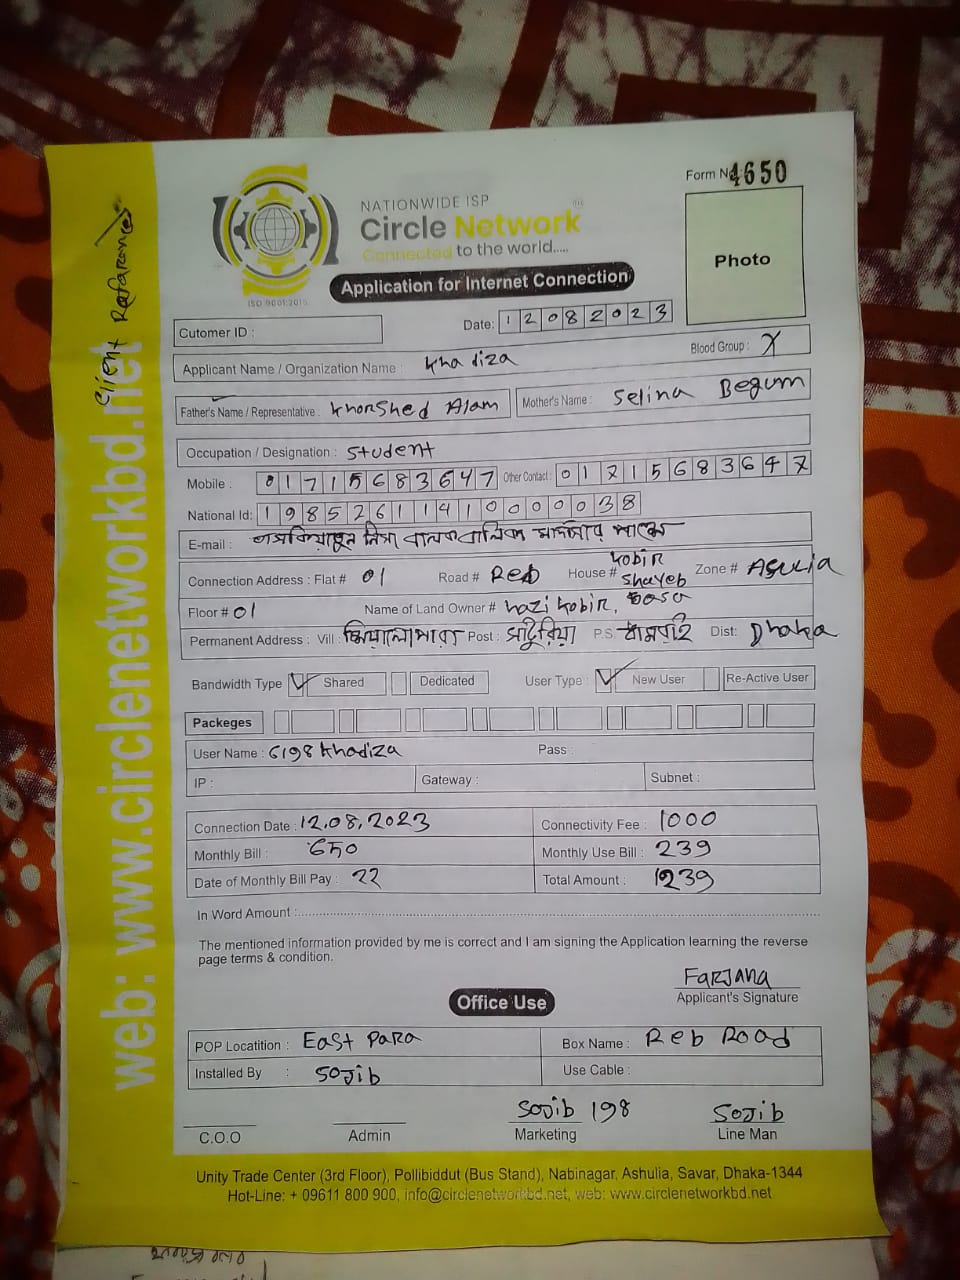 Form No 4650
NATIONWIDE ISP
Circle Network
Connected to the world.....
ISO 9001:2015
Application for Internet Connection
Photo
Client Referance
web: www.circlenetworkbd.net
Cutomer ID :
Date: 12082023
Applicant Name / Organization Name : Khadiza
Blood Group : X
Father's Name / Representative : Khorshed Alam
Mother's Name : Selina Begum
Occupation / Designation : Student
Mobile : 01715683647 Other Contact : 01715683647
National Id: 19852611410000038
E-mail : বালক বালিকা
Connection Address : Flat # 01 Road # Reb House # Kobir Shayeb Zone # Asulia
Floor # 01 Name of Land Owner # hazi kobir,
Permanent Address : Vill : Post : P.S. Dist: Dhaka
Bandwidth Type Shared Dedicated User Type : New User Re-Active User
Packeges
User Name : 6198khadiza Pass :
IP : Gateway : Subnet :
Connection Date : 12.08.2023 Connectivity Fee : 1000
Monthly Bill : 650 Monthly Use Bill : 239
Date of Monthly Bill Pay : 22 Total Amount : 1239
In Word Amount :
The mentioned information provided by me is correct and I am signing the Application learning the reverse
page terms & condition.
Farjana
Applicant's Signature
Office Use
POP Locatition : East Para Box Name : Reb Road
Installed By : Sojib Use Cable :
Sojib 198 Sojib
C.O.O Admin Marketing Line Man
Unity Trade Center (3rd Floor), Pollibiddut (Bus Stand), Nabinagar, Ashulia, Savar, Dhaka-1344
Hot-Line: + 09611 800 900, info@circlenetworkbd.net, web: www.circlenetworkbd.net